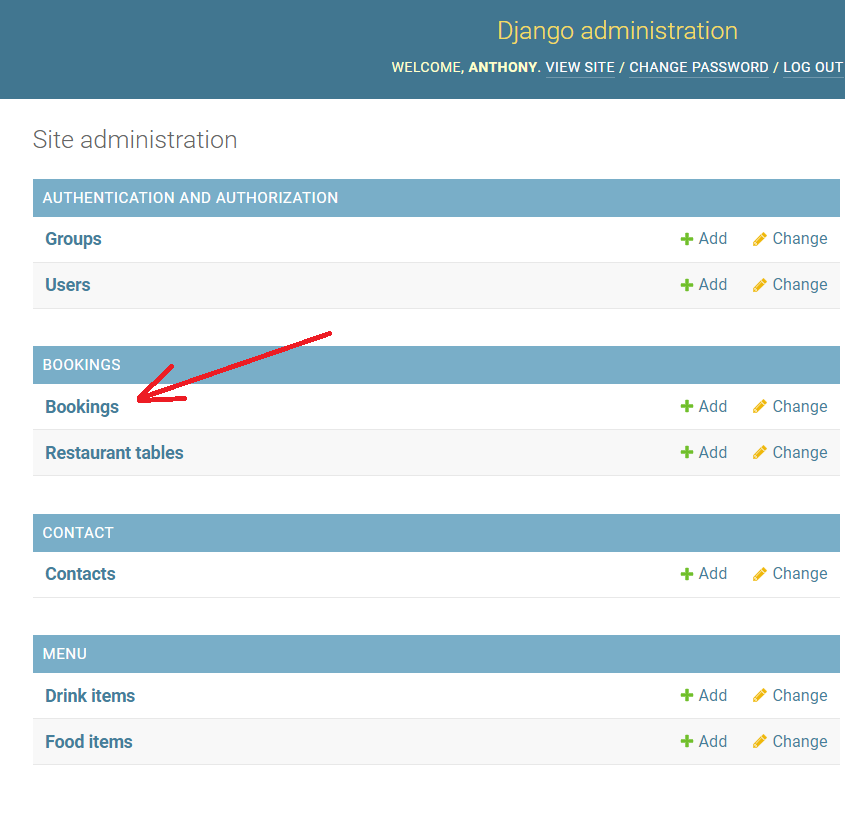 Django administration
WELCOME, ANTHONY. VIEW SITE / CHANGE PASSWORD / LOG OUT
Site administration
AUTHENTICATION AND AUTHORIZATION
Groups Add Change
Users Add Change
BOOKINGS
Bookings Add Change
Restaurant tables Add Change
CONTACT
Contacts Add Change
MENU
Drink items Add Change
Food items Add Change